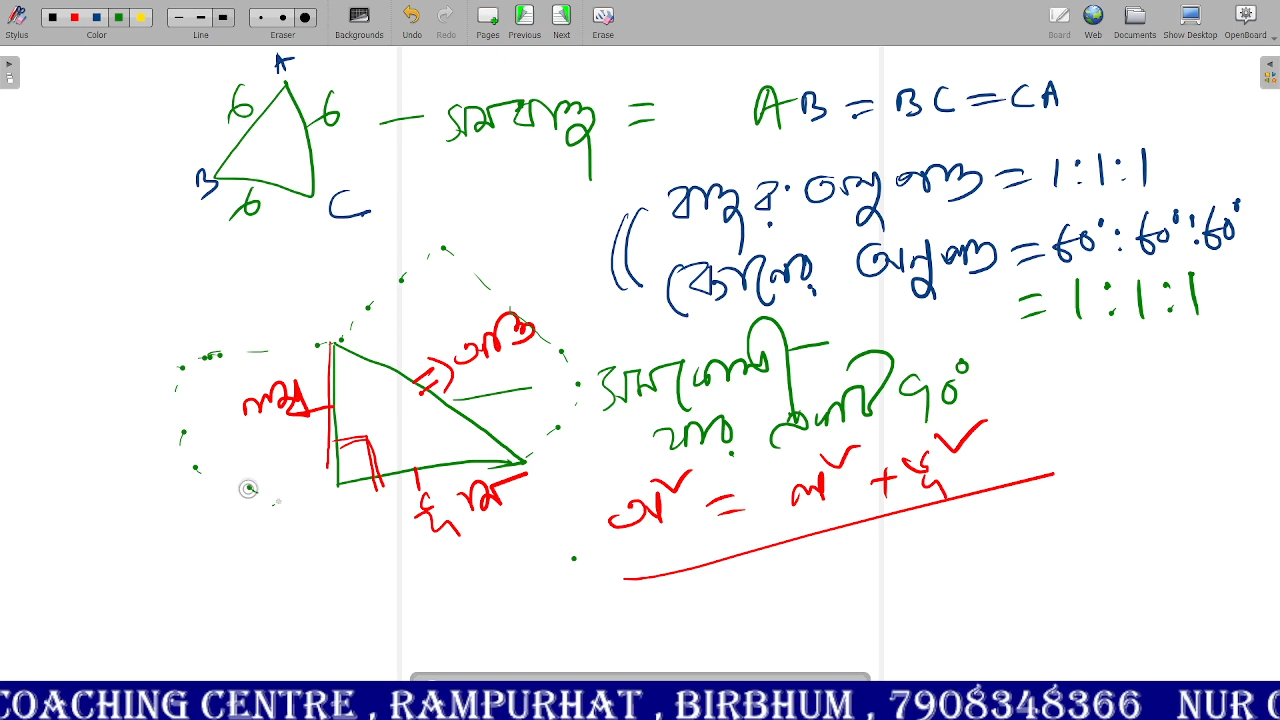 Stylus Color Line Eraser Backgrounds Undo Redo Pages Previous Next Erase Board Web Documents Show Desktop OpenBoard
A
6 6 — সমবাহু = AB = BC = CA
B 6 C
বাহুর অনুপাত = 1:1:1
কোনের অনুপাত = 60° : 60° : 60°
= 1:1:1
⇒ অতি
লম্ব
সমকোণী —
যার একটি 90°
ভূমি
অ² = ল² + ভূ²
COACHING CENTRE , RAMPURHAT , BIRBHUM , 7908348366 NUR